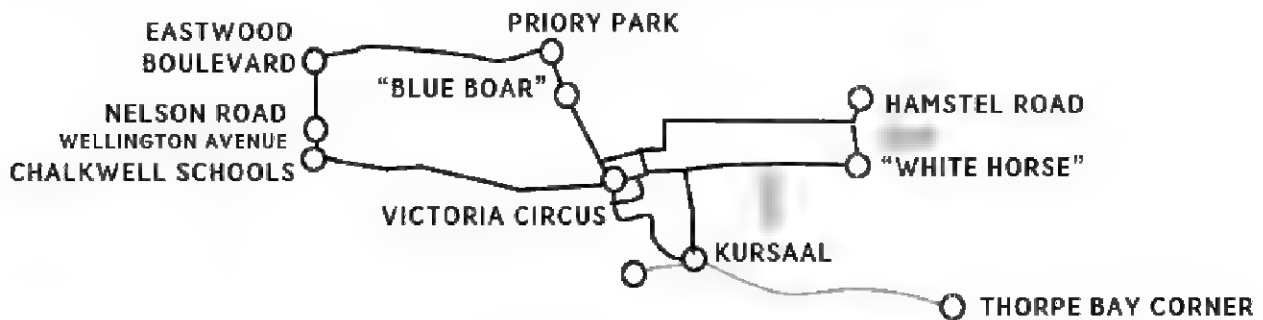 EASTWOOD
BOULEVARD
PRIORY PARK
“BLUE BOAR”
NELSON ROAD
WELLINGTON AVENUE
CHALKWELL SCHOOLS
HAMSTEL ROAD
“WHITE HORSE”
VICTORIA CIRCUS
KURSAAL
THORPE BAY CORNER